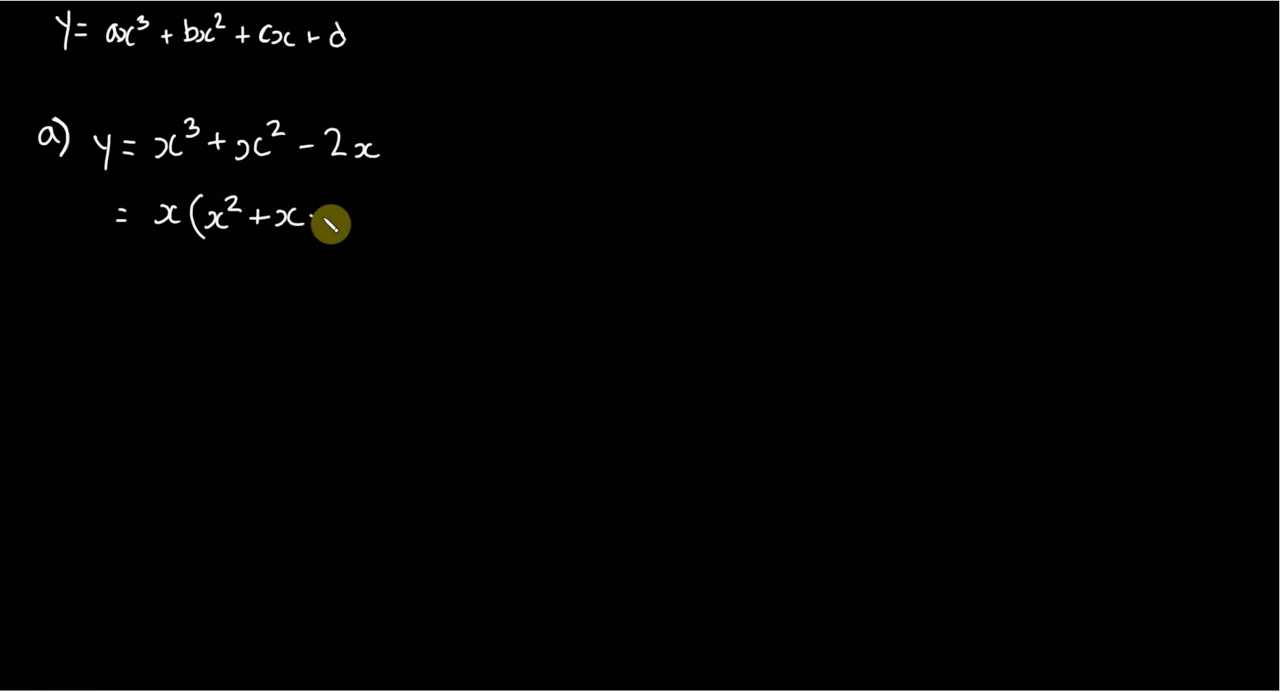 y = ax³ + bx² + cx + d
a) y = x³ + x² - 2x
= x(x² + x